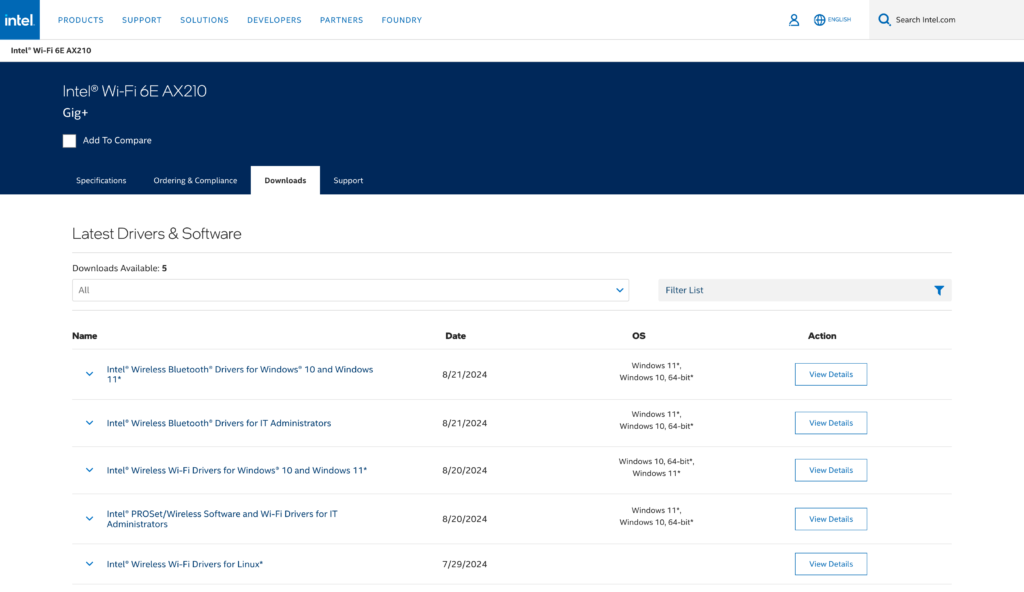 intel.
PRODUCTS SUPPORT SOLUTIONS DEVELOPERS PARTNERS FOUNDRY
ENGLISH
Search Intel.com
Intel® Wi-Fi 6E AX210
Intel® Wi-Fi 6E AX210
Gig+
Add To Compare
Specifications Ordering & Compliance Downloads Support
Latest Drivers & Software
Downloads Available: 5
All
Filter List
Name Date OS Action
Intel® Wireless Bluetooth® Drivers for Windows® 10 and Windows
11*
8/21/2024
Windows 11*,
Windows 10, 64-bit*
View Details
Intel® Wireless Bluetooth® Drivers for IT Administrators
8/21/2024
Windows 11*,
Windows 10, 64-bit*
View Details
Intel® Wireless Wi-Fi Drivers for Windows® 10 and Windows 11*
8/20/2024
Windows 10, 64-bit*,
Windows 11*
View Details
Intel® PROSet/Wireless Software and Wi-Fi Drivers for IT
Administrators
8/20/2024
Windows 11*,
Windows 10, 64-bit*
View Details
Intel® Wireless Wi-Fi Drivers for Linux*
7/29/2024
View Details